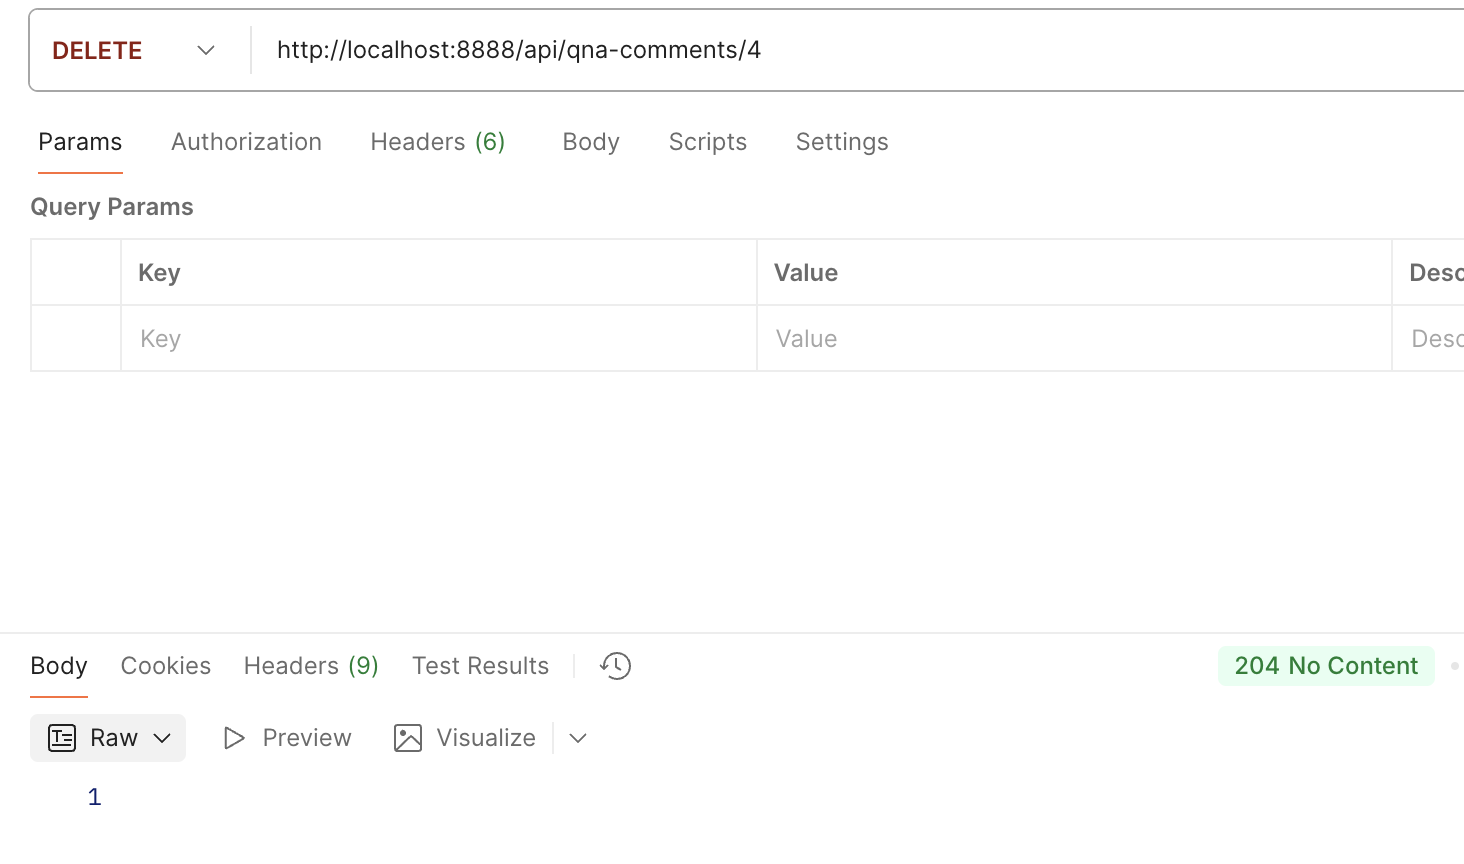 DELETE http://localhost:8888/api/qna-comments/4
Params Authorization Headers (6) Body Scripts Settings
Query Params
Key Value Desc
Key Value Desc
Body Cookies Headers (9) Test Results 204 No Content
Raw Preview Visualize
1